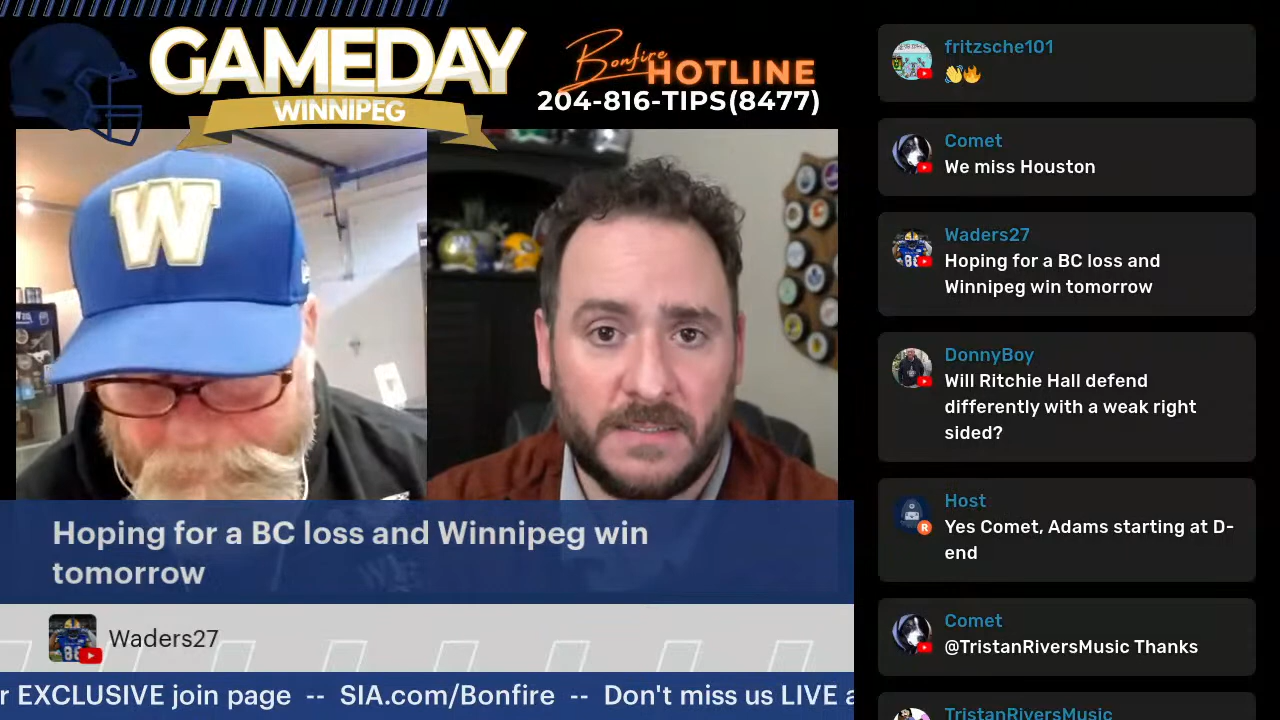 GAMEDAY
WINNIPEG
Bonfire
HOTLINE
204-816-TIPS(8477)
W
Hoping for a BC loss and Winnipeg win
tomorrow
Waders27
r EXCLUSIVE join page -- SIA.com/Bonfire -- Don't miss us LIVE a
fritzsche101
👋🔥
Comet
We miss Houston
Waders27
Hoping for a BC loss and
Winnipeg win tomorrow
DonnyBoy
Will Ritchie Hall defend
differently with a weak right
sided?
Host
Yes Comet, Adams starting at D-
end
Comet
@TristanRiversMusic Thanks
TristanRiversMusic